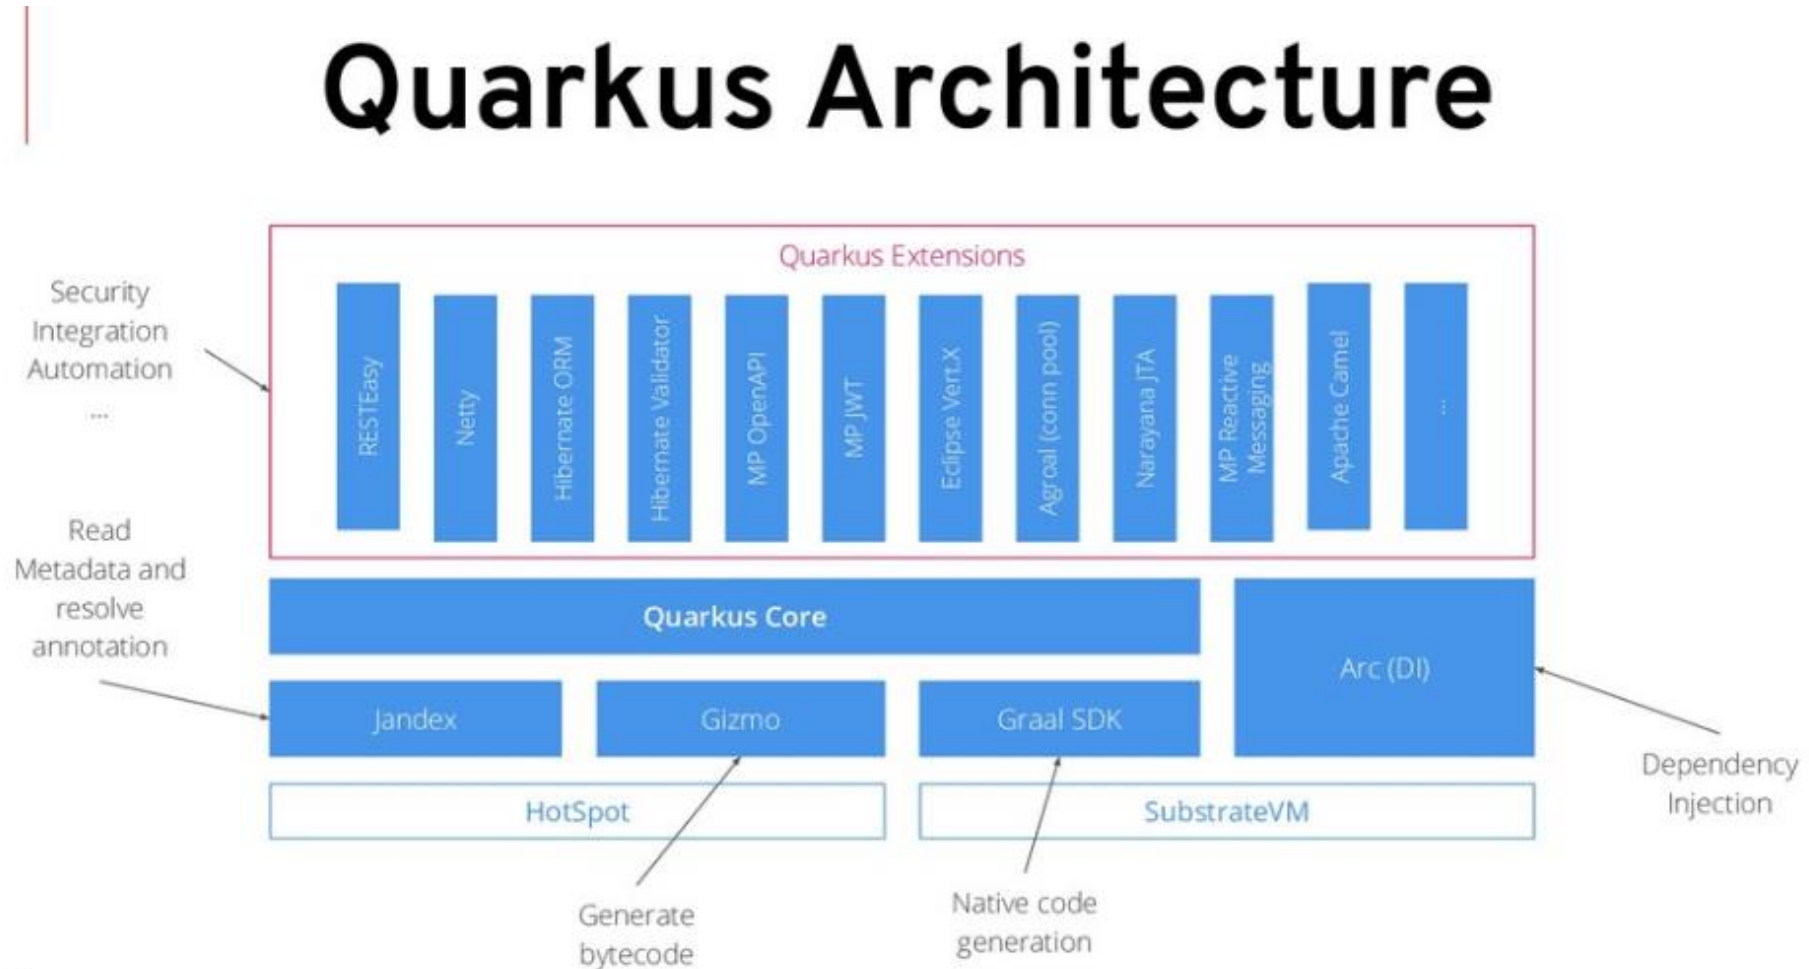 Quarkus Architecture
Quarkus Extensions
Security
Integration
Automation
...
RESTEasy
Netty
Hibernate ORM
Hibernate Validator
MP OpenAPI
MP JWT
Eclipse Vert.X
Agroal (conn pool)
Narayana JTA
MP Reactive
Messaging
Apache Camel
...
Read
Metadata and
resolve
annotation
Quarkus Core
Arc (DI)
Jandex
Gizmo
Graal SDK
HotSpot
SubstrateVM
Dependency
Injection
Generate
bytecode
Native code
generation